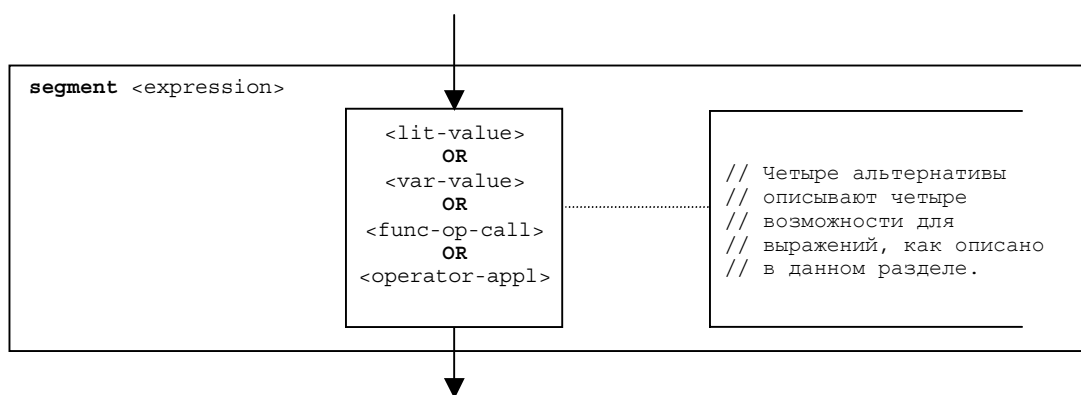 segment <expression>
<lit-value>
OR
<var-value>
OR
<func-op-call>
OR
<operator-appl>
// Четыре альтернативы
// описывают четыре
// возможности для
// выражений, как описано
// в данном разделе.